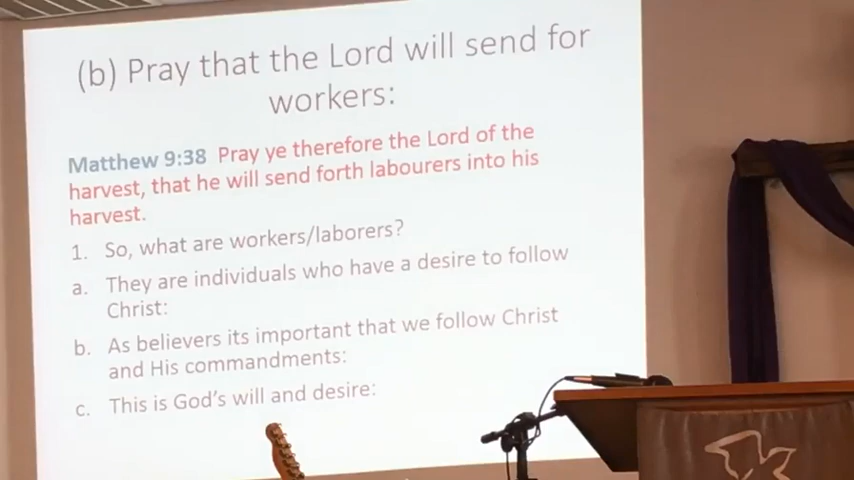 (b) Pray that the Lord will send for
workers:
Matthew 9:38 Pray ye therefore the Lord of the
harvest, that he will send forth labourers into his
harvest.
1. So, what are workers/laborers?
a. They are individuals who have a desire to follow
Christ:
b. As believers its important that we follow Christ
and His commandments:
c. This is God's will and desire: